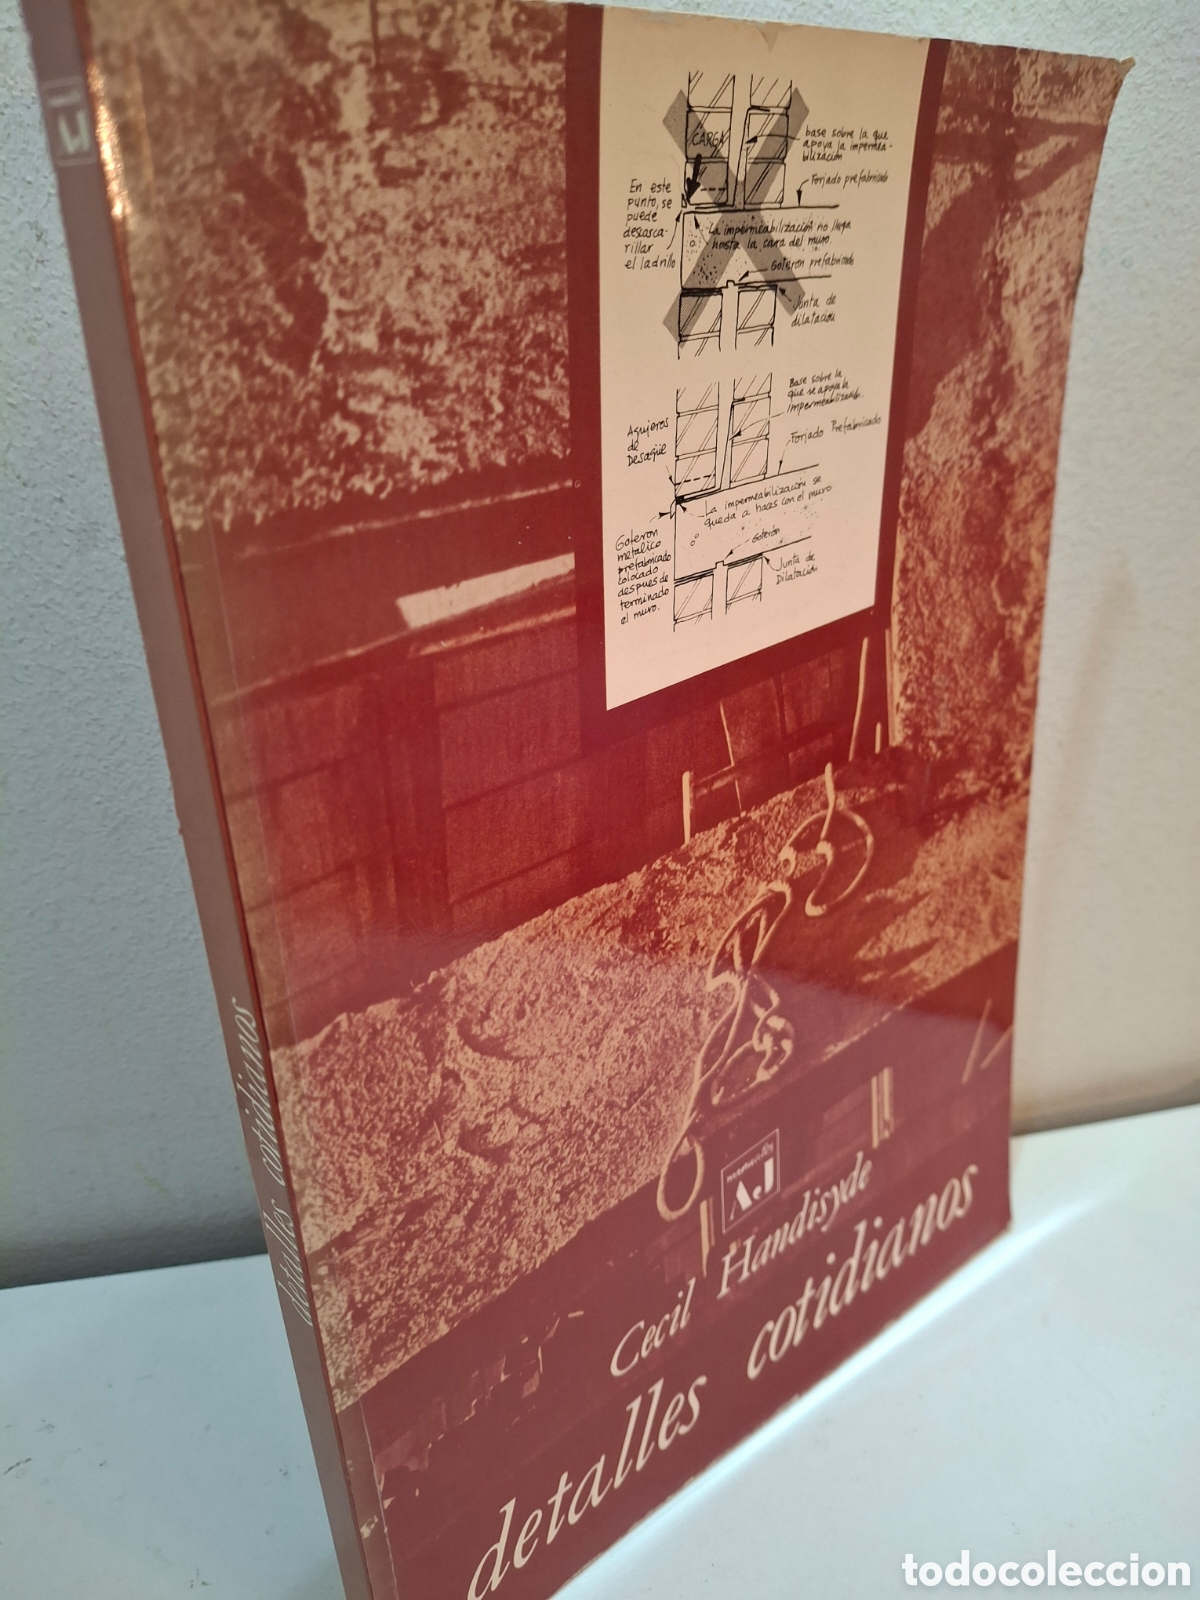 CARGA
base sobre la que
apoya la impermea-
bilización
Forjado prefabricado
En este
punto, se
puede
descasca-
rillar
el ladrillo
La impermeabilización no llega
hasta la cara del muro.
Goterón prefabricado
Junta de
dilatación
Base sobre la
que se apoya la
impermeabilización.
Forjado Prefabricado
Agujeros
de
Desagüe
La impermeabilización se
queda a haces con el muro
Goterón
metálico
prefabricado
colocado
despues de
terminado
el muro.
Goterón
Junta de
Dilatación
AJ
Cecil Handisyde
detalles cotidianos
detalles cotidianos
todocoleccion